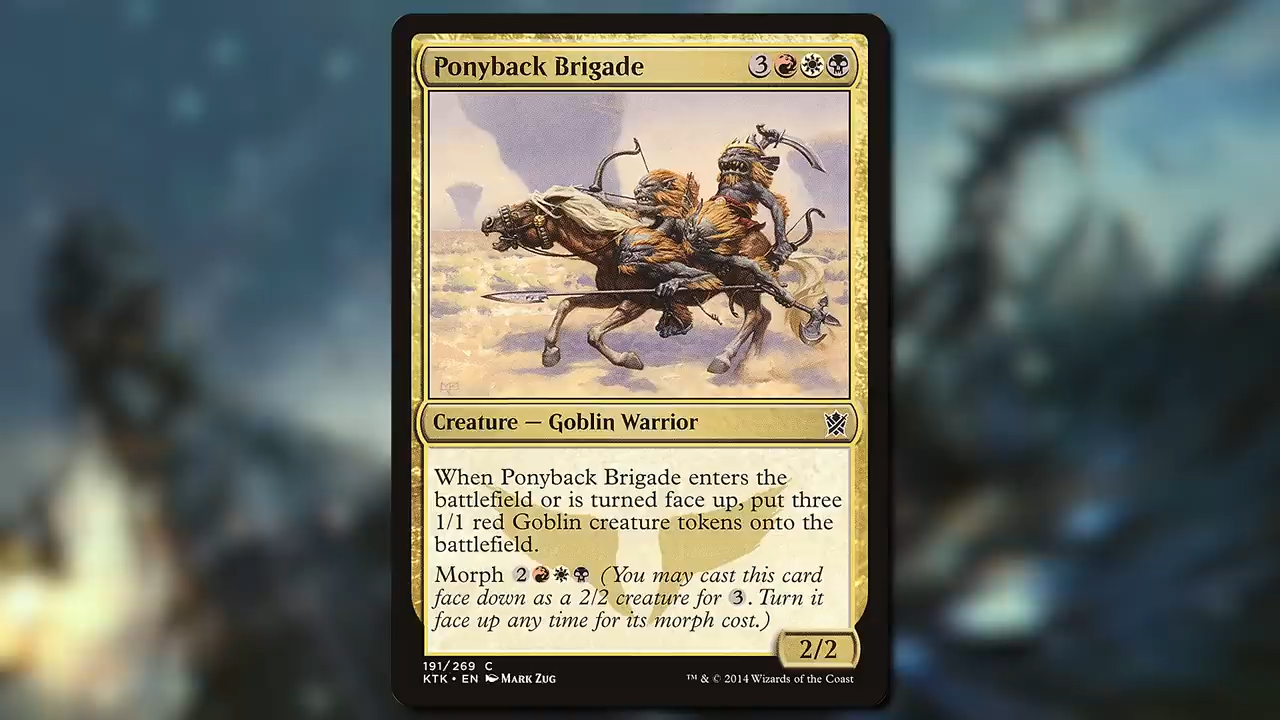 Ponyback Brigade 3
Creature — Goblin Warrior
When Ponyback Brigade enters the
battlefield or is turned face up, put three
1/1 red Goblin creature tokens onto the
battlefield.
Morph 2 (You may cast this card
face down as a 2/2 creature for 3. Turn it
face up any time for its morph cost.)
2/2
191/269 C
KTK • EN Mark Zug
™ & © 2014 Wizards of the Coast